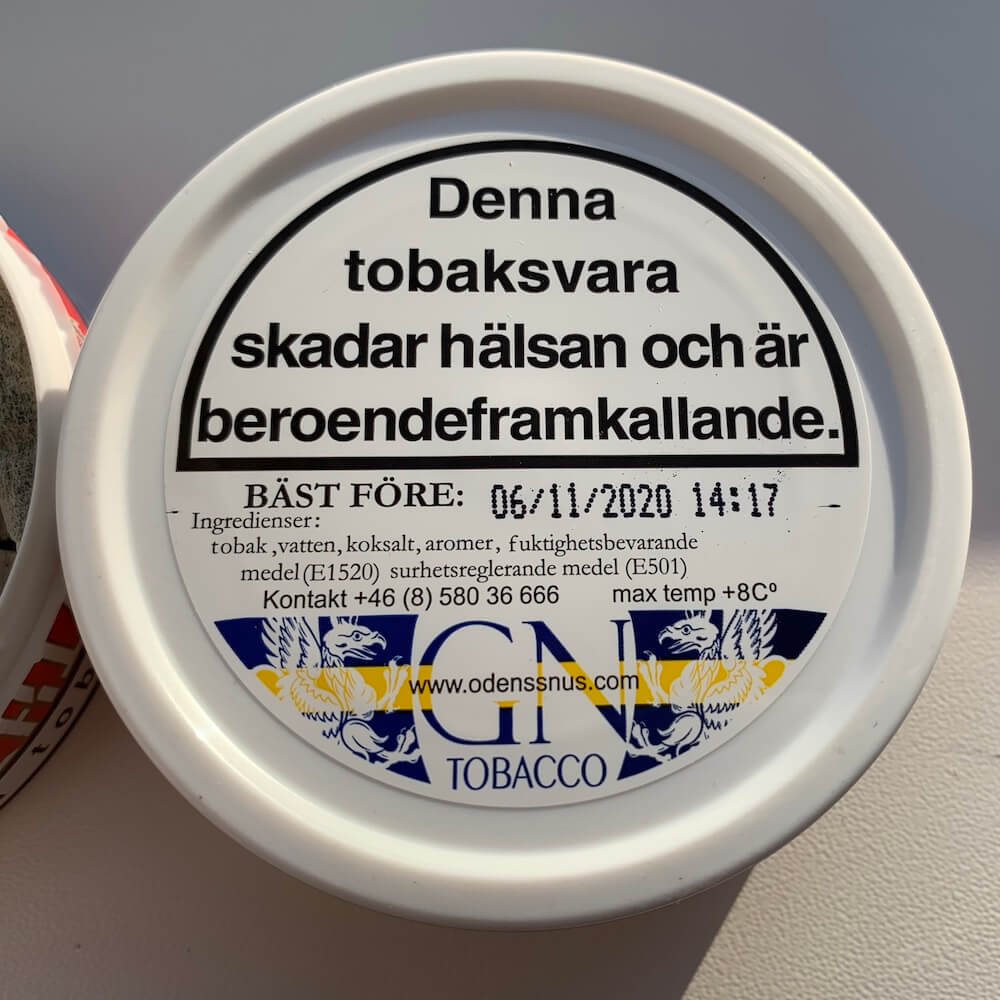 Denna
tobaksvara
skadar hälsan och är
beroendeframkallande.
BÄST FÖRE: 06/11/2020 14:17
Ingredienser:
tobak ,vatten, koksalt, aromer, fuktighetsbevarande
medel (E1520) surhetsreglerande medel (E501)
Kontakt +46 (8) 580 36 666 max temp +8Cº
GN
www.odenssnus.com
TOBACCO